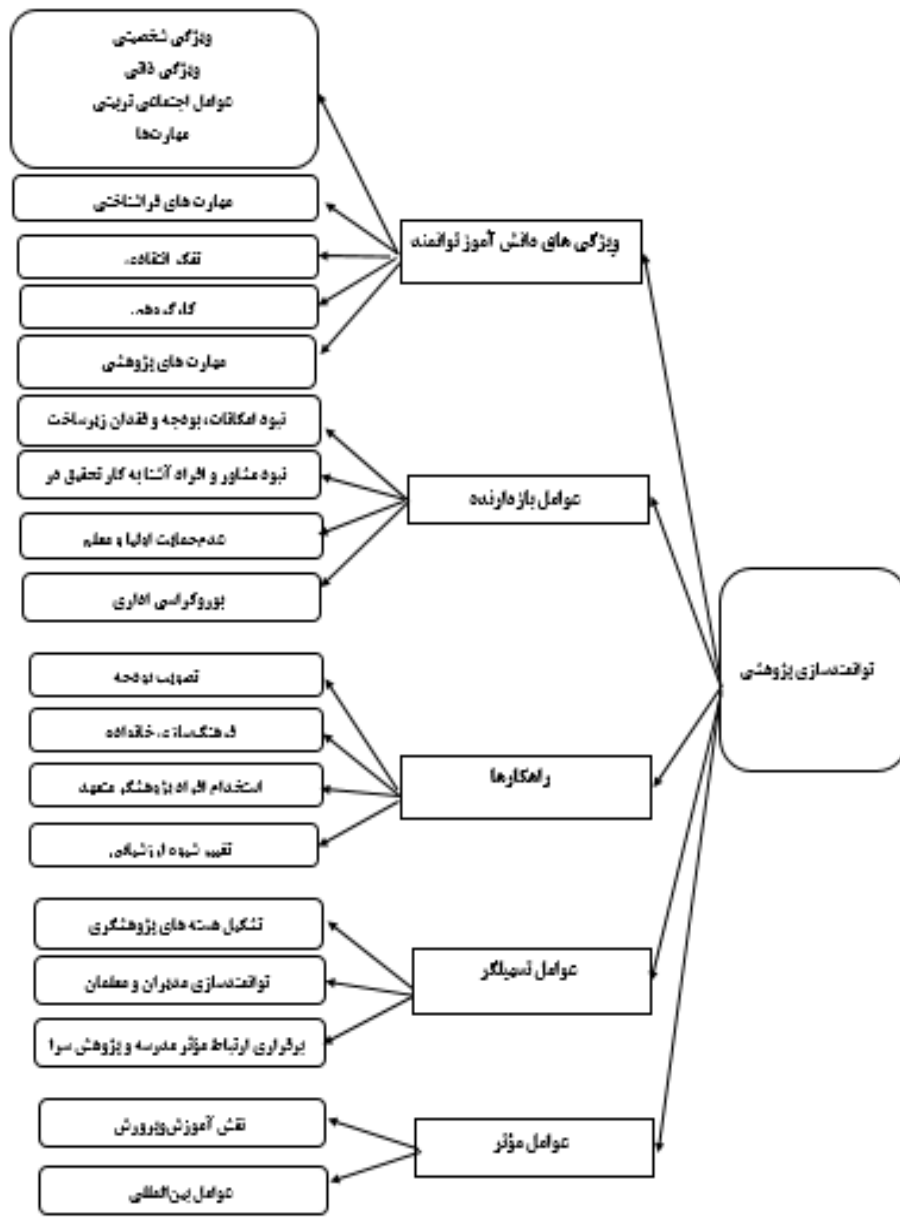 توانمندسازی پژوهشی
ویژگی های دانش آموز توانمند
ویژگی شخصیتی
ویژگی ذاتی
عوامل اجتماعی تربیتی
مهارت‌ها
مهارت های فراشناختی
تفکر انتقادی
کار گروهی
مهارت های پژوهشی
عوامل بازدارنده
نبود امکانات، بودجه و فقدان زیرساخت
نبود مشاور و افراد آشنا به کار تحقیق در
عدم‌حمایت اولیا و معلم
بوروکراسی اداری
راهکارها
تصویب بودجه
فرهنگ‌سازی خانواده
استخدام افراد پژوهشگر متعهد
تغییر شیوه ارزشیابی
عوامل تسهیلگر
تشکیل هسته های پژوهشگری
توانمندسازی مدیران و معلمان
برقراری ارتباط مؤثر مدرسه و پژوهش سرا
عوامل مؤثر
نقش آموزش‌وپرورش
عوامل بین‌المللی